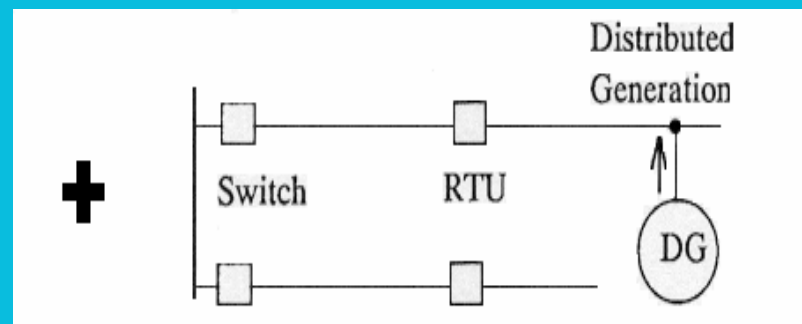 Distributed
Generation
Switch
RTU
DG